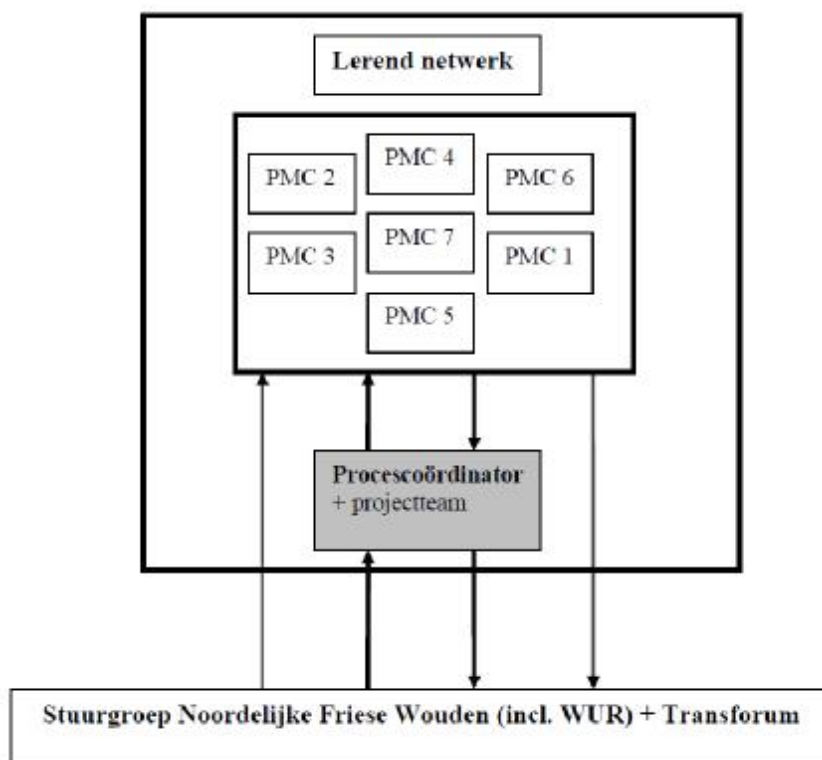 Lerend netwerk
PMC 4
PMC 2
PMC 6
PMC 7
PMC 3
PMC 1
PMC 5
Procescoördinator
+ projectteam
Stuurgroep Noordelijke Friese Wouden (incl. WUR) + Transforum